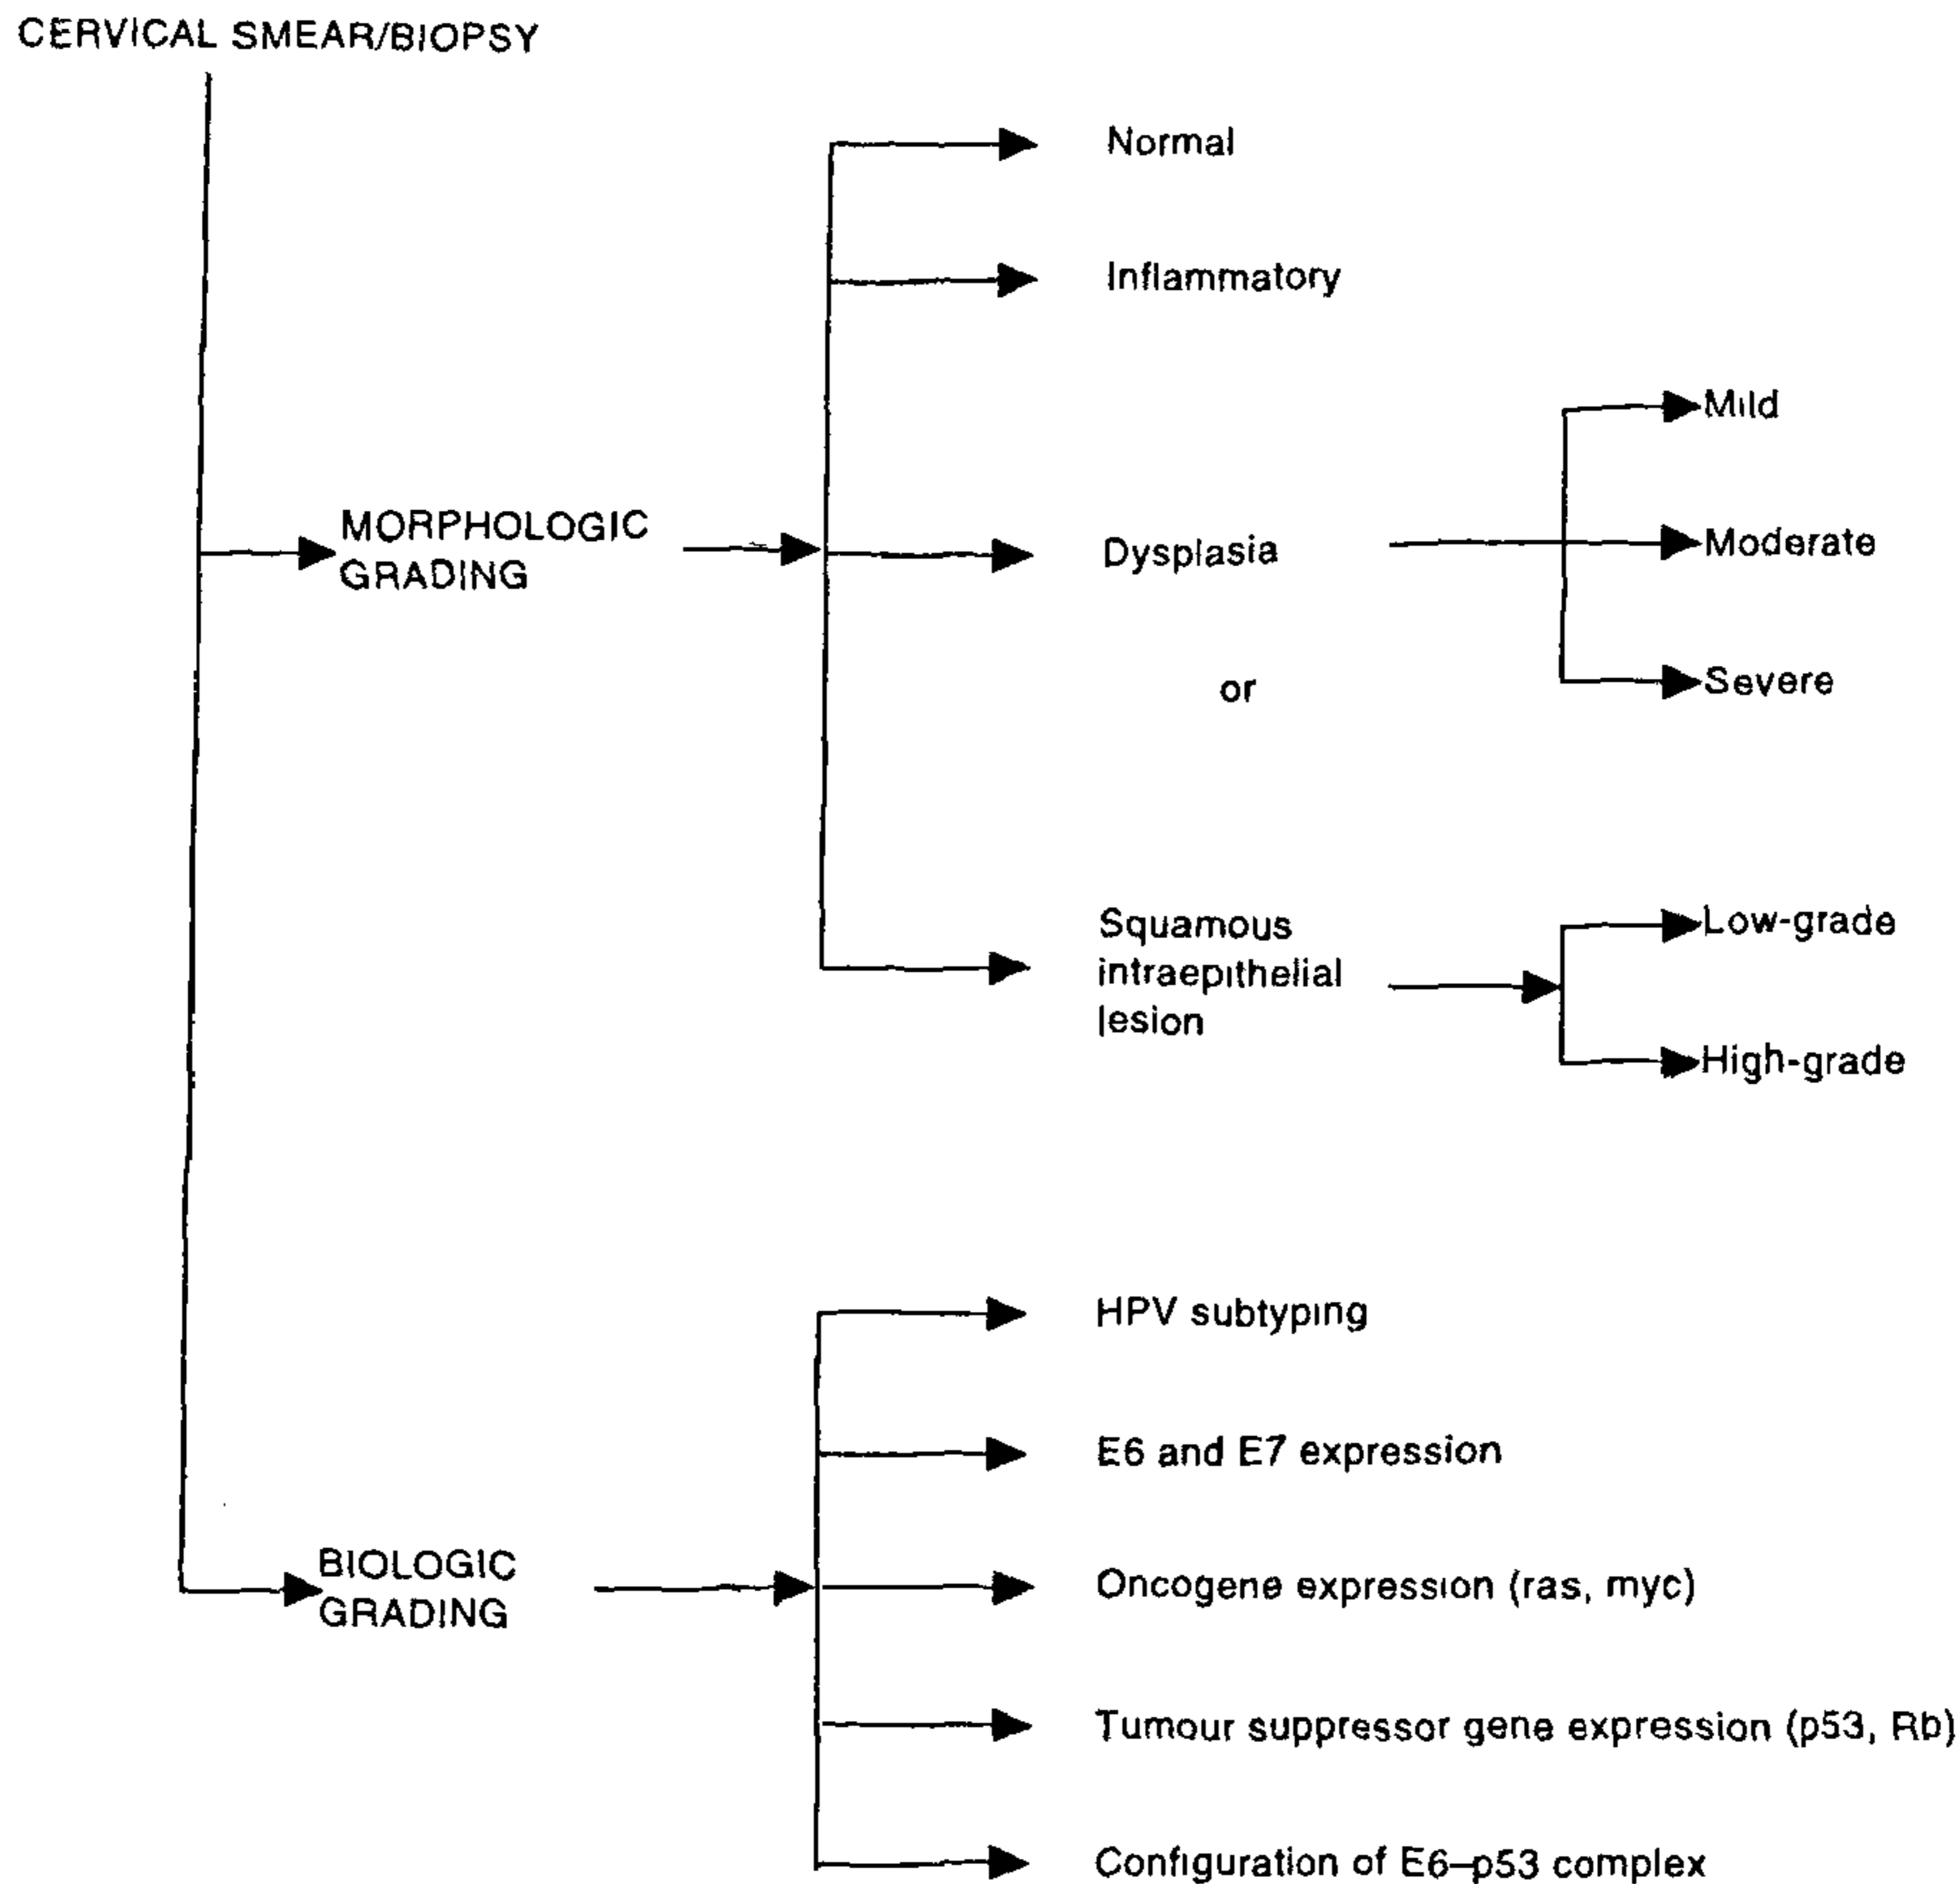 CERVICAL SMEAR/BIOPSY
Normal
Inflammatory
Mild
MORPHOLOGIC
GRADING
Dysplasia
Moderate
or
Severe
Squamous
intraepithelial
lesion
Low-grade
High-grade
HPV subtyping
E6 and E7 expression
BIOLOGIC
GRADING
Oncogene expression (ras, myc)
Tumour suppressor gene expression (p53, Rb)
Configuration of E6–p53 complex